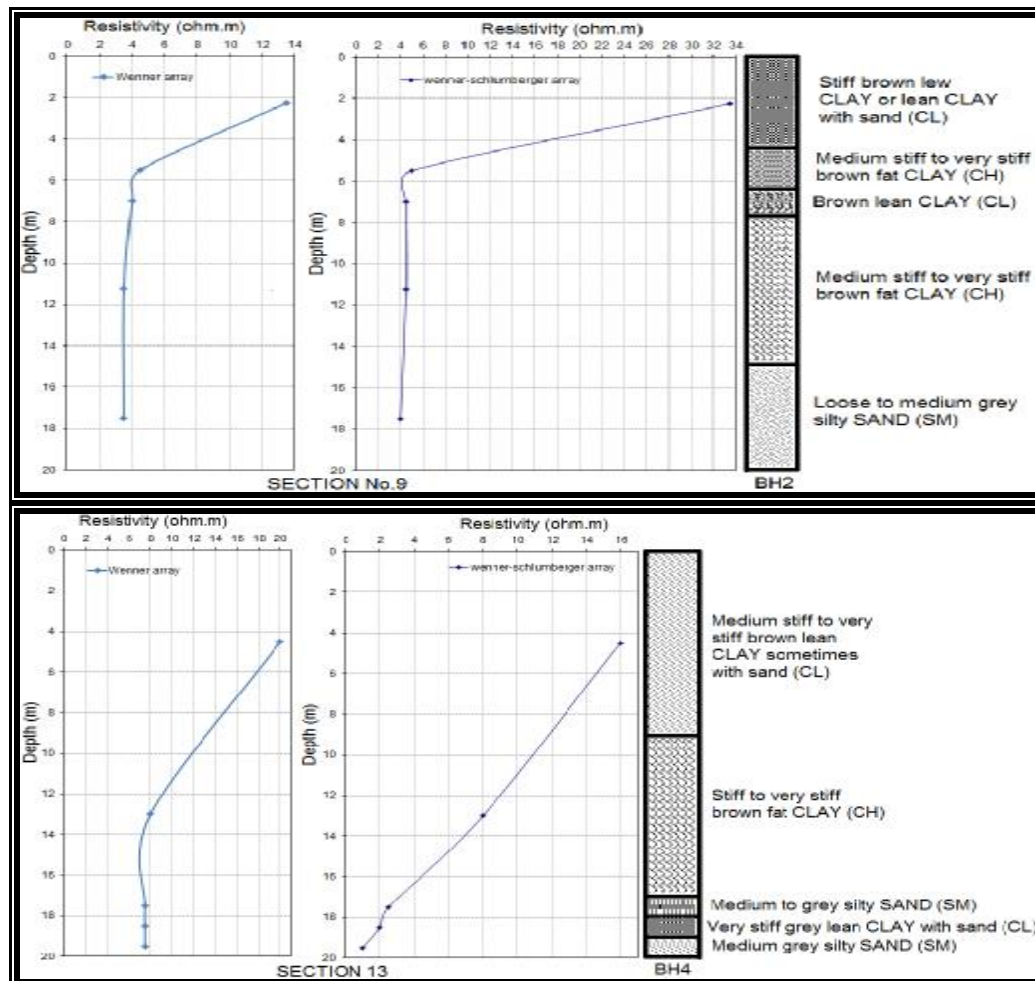 Resistivity (ohm.m)
0 2 4 6 8 10 12 14
Wenner array
Depth (m)
0
2
4
6
8
10
12
14
16
18
20
Resistivity (ohm.m)
0 2 4 6 8 10 12 14 16 18 20 22 24 26 28 30 32 34
wenner-schlumberger array
Depth (m)
0
2
4
6
8
10
12
14
16
18
20
SECTION No.9
Stiff brown lew
CLAY or lean CLAY
with sand (CL)
Medium stiff to very stiff
brown fat CLAY (CH)
Brown lean CLAY (CL)
Medium stiff to very stiff
brown fat CLAY (CH)
Loose to medium grey
silty SAND (SM)
BH2
Resistivity (ohm.m)
0 2 4 6 8 10 12 14 16 18 20
Wenner array
Depth (m)
0
2
4
6
8
10
12
14
16
18
20
Resistivity (ohm.m)
0 2 4 6 8 10 12 14 16
wenner-schlumberger array
Depth (m)
0
2
4
6
8
10
12
14
16
18
20
SECTION 13
Medium stiff to very
stiff brown lean
CLAY sometimes
with sand (CL)
Stiff to very stiff
brown fat CLAY (CH)
Medium to grey silty SAND (SM)
Very stiff grey lean CLAY with sand (CL)
Medium grey silty SAND (SM)
BH4